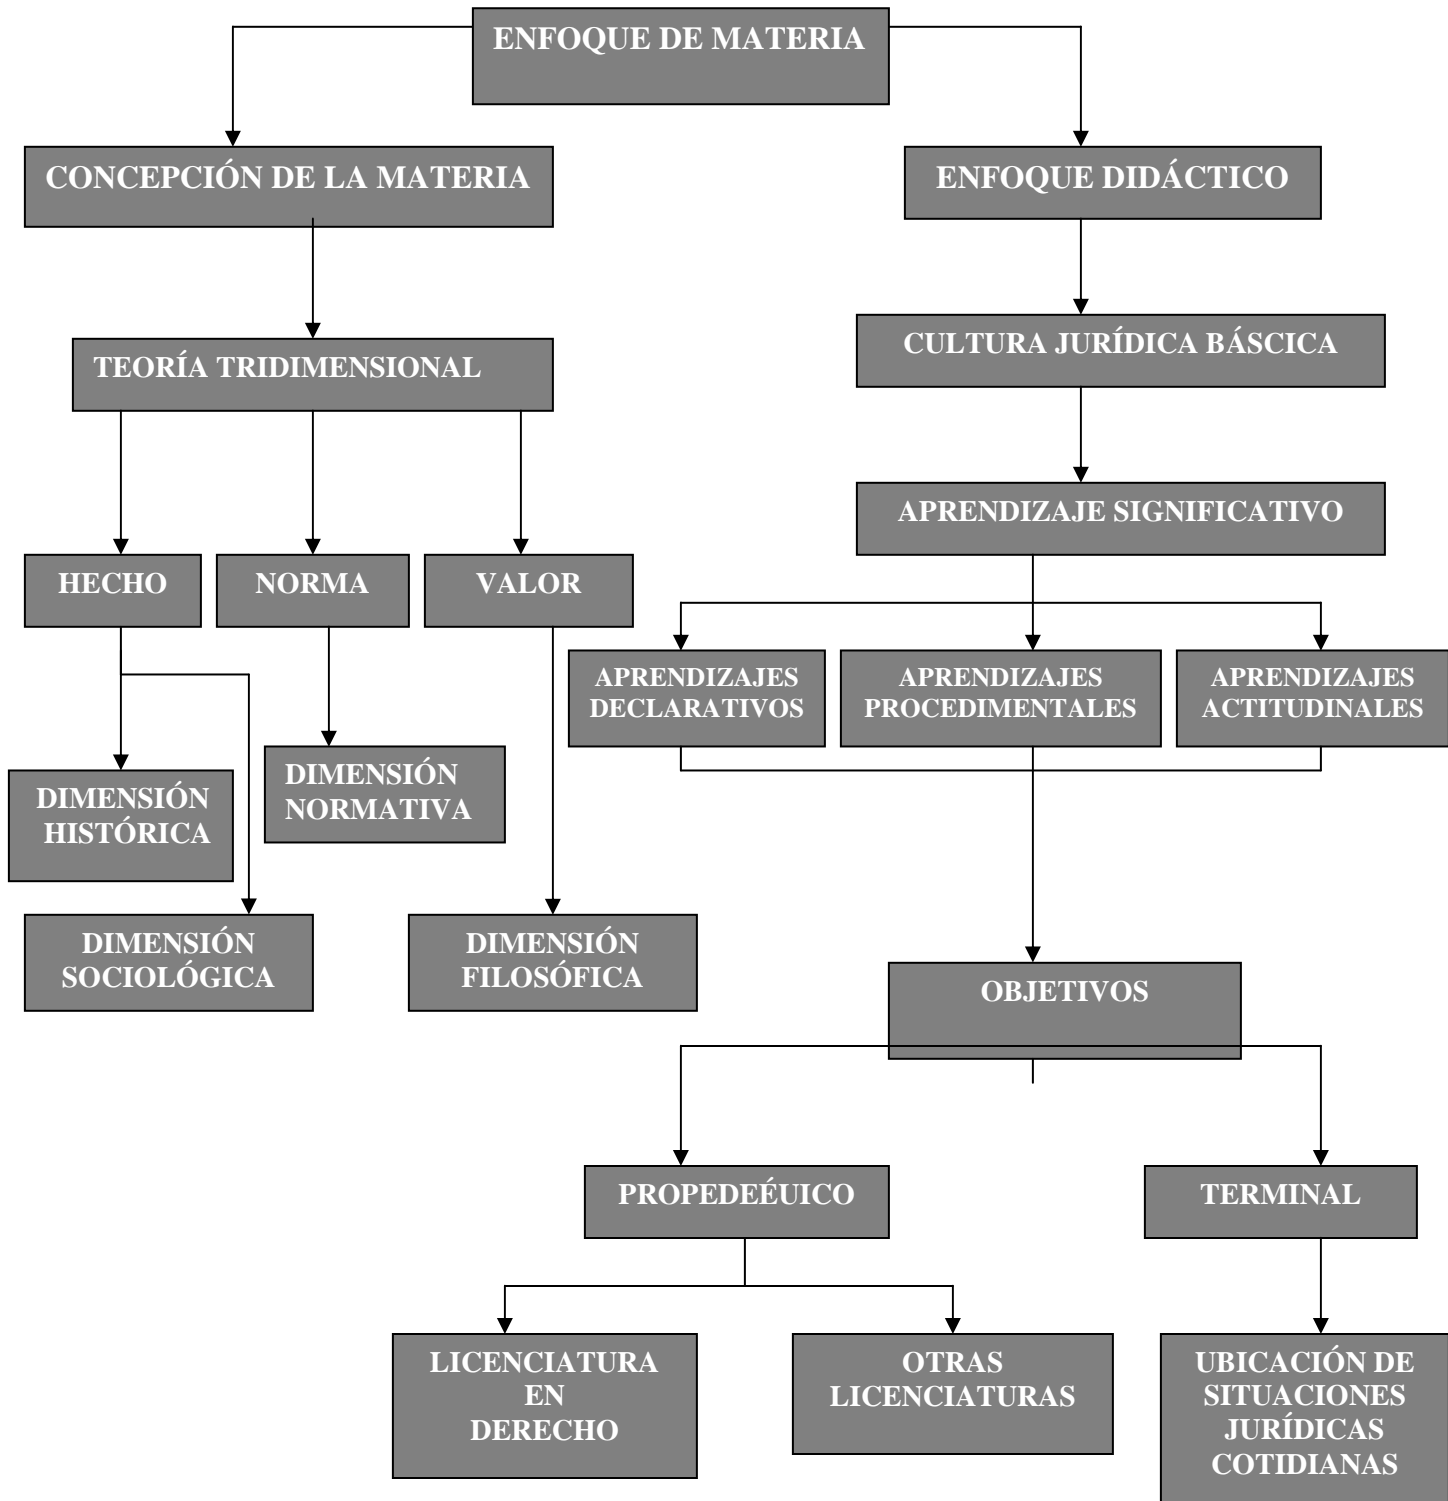 ENFOQUE DE MATERIA
CONCEPCIÓN DE LA MATERIA
ENFOQUE DIDÁCTICO
CULTURA JURÍDICA BÁSCICA
TEORÍA TRIDIMENSIONAL
APRENDIZAJE SIGNIFICATIVO
HECHO
NORMA
VALOR
APRENDIZAJES
DECLARATIVOS
APRENDIZAJES
PROCEDIMENTALES
APRENDIZAJES
ACTITUDINALES
DIMENSIÓN
NORMATIVA
DIMENSIÓN
HISTÓRICA
DIMENSIÓN
SOCIOLÓGICA
DIMENSIÓN
FILOSÓFICA
OBJETIVOS
PROPEDEÉUICO
TERMINAL
LICENCIATURA
EN
DERECHO
OTRAS
LICENCIATURAS
UBICACIÓN DE
SITUACIONES
JURÍDICAS
COTIDIANAS